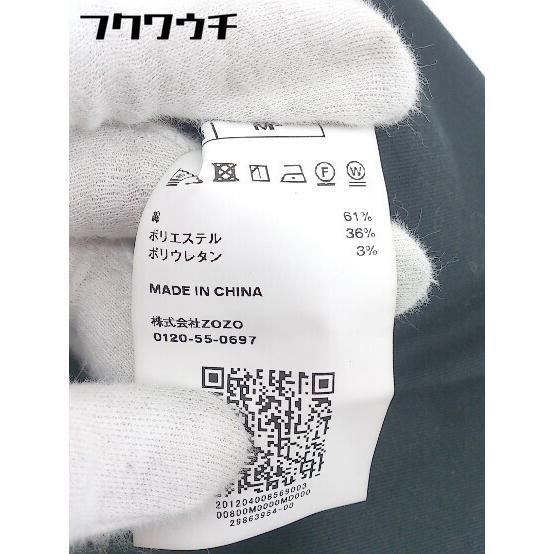 フクワウチ
M
綿 61%
ポリエステル 36%
ポリウレタン 3%
MADE IN CHINA
株式会社ZOZO
0120-55-0697
201204008569003
00800M0000MD000
29863954-00